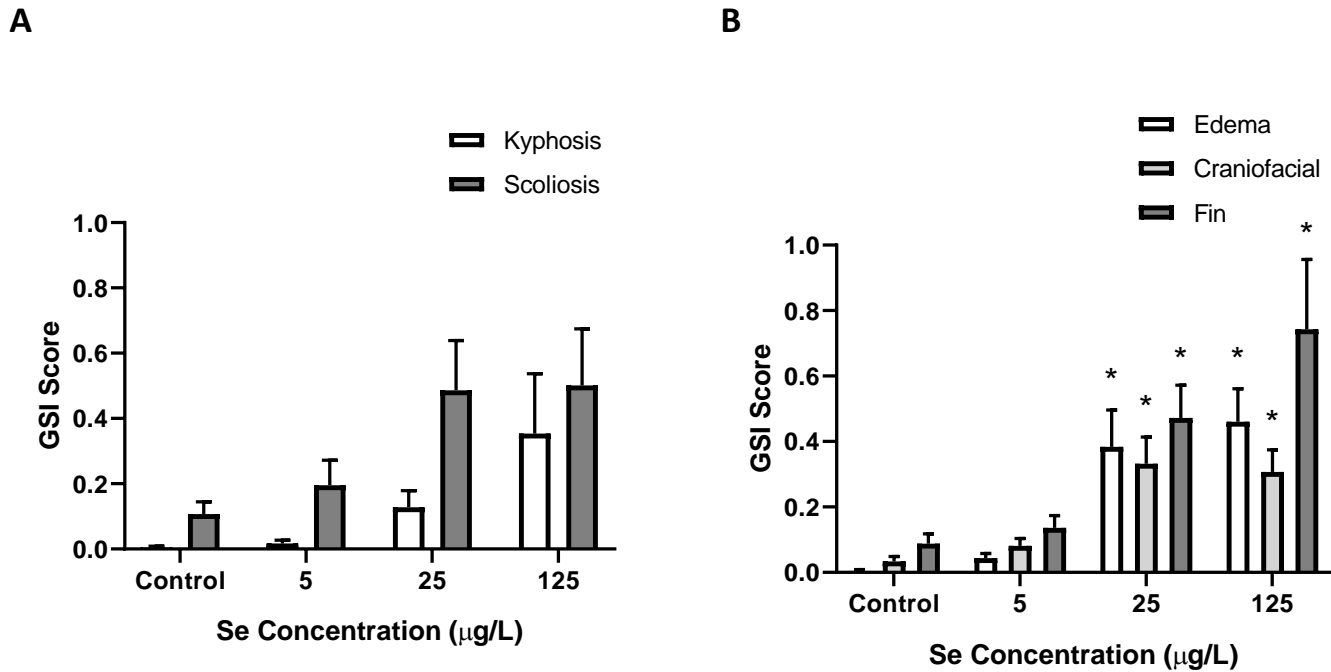 A
Kyphosis
Scoliosis
1.0
0.8
0.6
0.4
0.2
0.0
GSI Score
Control 5 25 125
Se Concentration (μg/L)
B
Edema
Craniofacial
Fin
1.0
0.8
0.6
0.4
0.2
0.0
GSI Score
* * * * * *
Control 5 25 125
Se Concentration (μg/L)